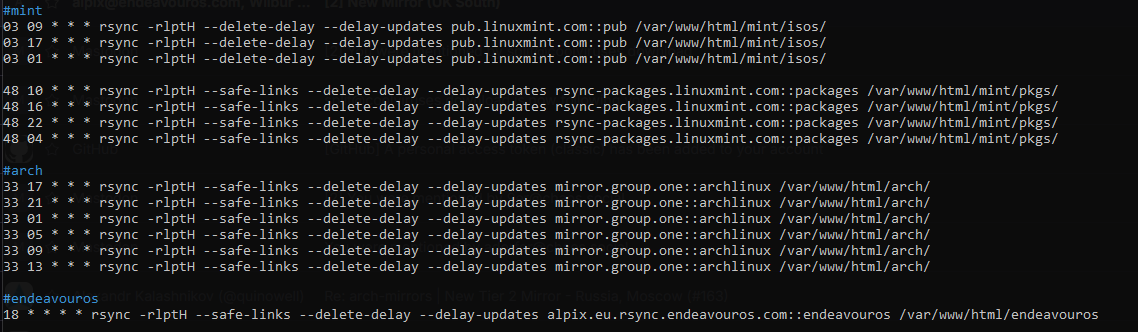 #mint
03 09 * * * rsync -rlptH --delete-delay --delay-updates pub.linuxmint.com::pub /var/www/html/mint/isos/
03 17 * * * rsync -rlptH --delete-delay --delay-updates pub.linuxmint.com::pub /var/www/html/mint/isos/
03 01 * * * rsync -rlptH --delete-delay --delay-updates pub.linuxmint.com::pub /var/www/html/mint/isos/
48 10 * * * rsync -rlptH --safe-links --delete-delay --delay-updates rsync-packages.linuxmint.com::packages /var/www/html/mint/pkgs/
48 16 * * * rsync -rlptH --safe-links --delete-delay --delay-updates rsync-packages.linuxmint.com::packages /var/www/html/mint/pkgs/
48 22 * * * rsync -rlptH --safe-links --delete-delay --delay-updates rsync-packages.linuxmint.com::packages /var/www/html/mint/pkgs/
48 04 * * * rsync -rlptH --safe-links --delete-delay --delay-updates rsync-packages.linuxmint.com::packages /var/www/html/mint/pkgs/
#arch
33 17 * * * rsync -rlptH --safe-links --delete-delay --delay-updates mirror.group.one::archlinux /var/www/html/arch/
33 21 * * * rsync -rlptH --safe-links --delete-delay --delay-updates mirror.group.one::archlinux /var/www/html/arch/
33 01 * * * rsync -rlptH --safe-links --delete-delay --delay-updates mirror.group.one::archlinux /var/www/html/arch/
33 05 * * * rsync -rlptH --safe-links --delete-delay --delay-updates mirror.group.one::archlinux /var/www/html/arch/
33 09 * * * rsync -rlptH --safe-links --delete-delay --delay-updates mirror.group.one::archlinux /var/www/html/arch/
33 13 * * * rsync -rlptH --safe-links --delete-delay --delay-updates mirror.group.one::archlinux /var/www/html/arch/
#endeavouros
18 * * * * rsync -rlptH --safe-links --delete-delay --delay-updates alpix.eu.rsync.endeavouros.com::endeavouros /var/www/html/endeavouros